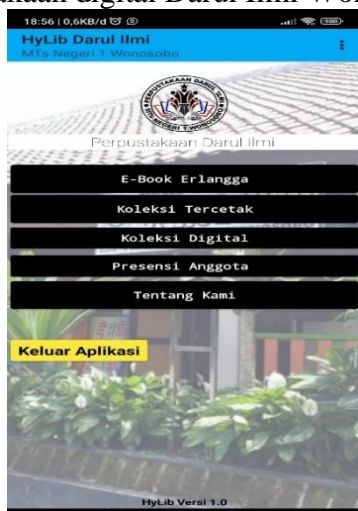 18:56 | 0,6KB/d
HyLib Darul Ilmi
MTs Negeri 1 Wonosobo
Perpustakaan Darul Ilmi
E-Book Erlangga
Koleksi Tercetak
Koleksi Digital
Presensi Anggota
Tentang Kami
Keluar Aplikasi
HyLib Versi 1.0